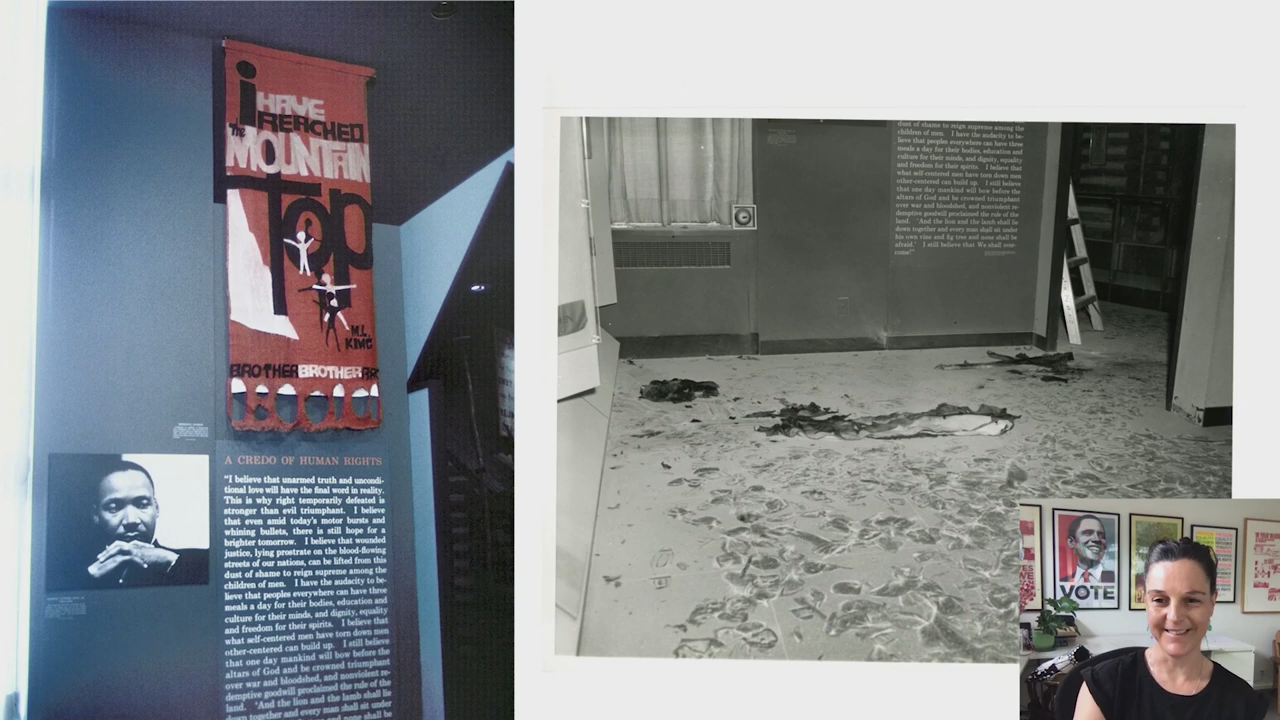 i HAVE
the REACHED
MOUNTAIN
Top
M.L.
KING
BROTHER BROTHER BR
A CREDO OF HUMAN RIGHTS
"I believe that unarmed truth and uncondi-
tional love will have the final word in reality.
This is why right temporarily defeated is
stronger than evil triumphant. I believe
that even amid today's motor bursts and
whining bullets, there is still hope for a
brighter tomorrow. I believe that wounded
justice, lying prostrate on the blood-flowing
streets of our nations, can be lifted from this
dust of shame to reign supreme among the
children of men. I have the audacity to be-
lieve that peoples everywhere can have three
meals a day for their bodies, education and
culture for their minds, and dignity, equality
and freedom for their spirits. I believe that
what self-centered men have torn down men
other-centered can build up. I still believe
that one day mankind will bow before the
altars of God and be crowned triumphant
over war and bloodshed, and nonviolent re-
demptive goodwill proclaimed the rule of the
land. 'And the lion and the lamb shall lie
down together and every man shall sit under
and none shall be
dust of shame to reign supreme among the
children of men. I have the audacity to be-
lieve that peoples everywhere can have three
meals a day for their bodies, education and
culture for their minds, and dignity, equality
and freedom for their spirits. I believe that
what self-centered men have torn down men
other-centered can build up. I still believe
that one day mankind will bow before the
altars of God and be crowned triumphant
over war and bloodshed, and nonviolent re-
demptive goodwill proclaimed the rule of the
land. 'And the lion and the lamb shall lie
down together and every man shall sit under
his own vine and fig tree and none shall be
afraid.' I still believe that We shall over-
come!"
VOTE